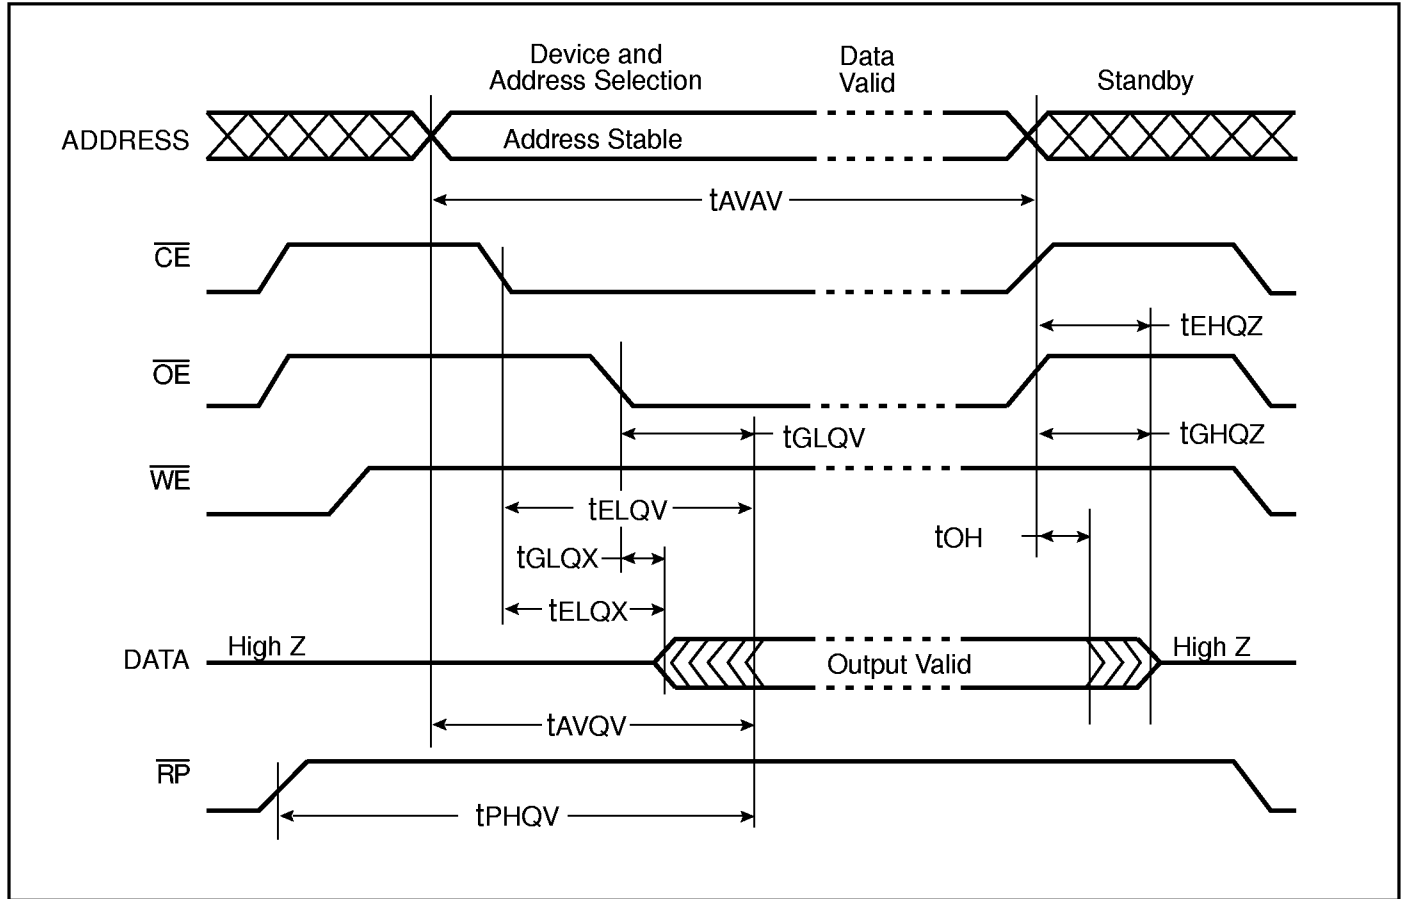 Device and
Address Selection
Data
Valid
Standby
ADDRESS
Address Stable
tAVAV
CE
tEHQZ
OE
tGLQV
tGHQZ
WE
tELQV
tOH
tGLQX
tELQX
DATA
High Z
Output Valid
High Z
tAVQV
RP
tPHQV